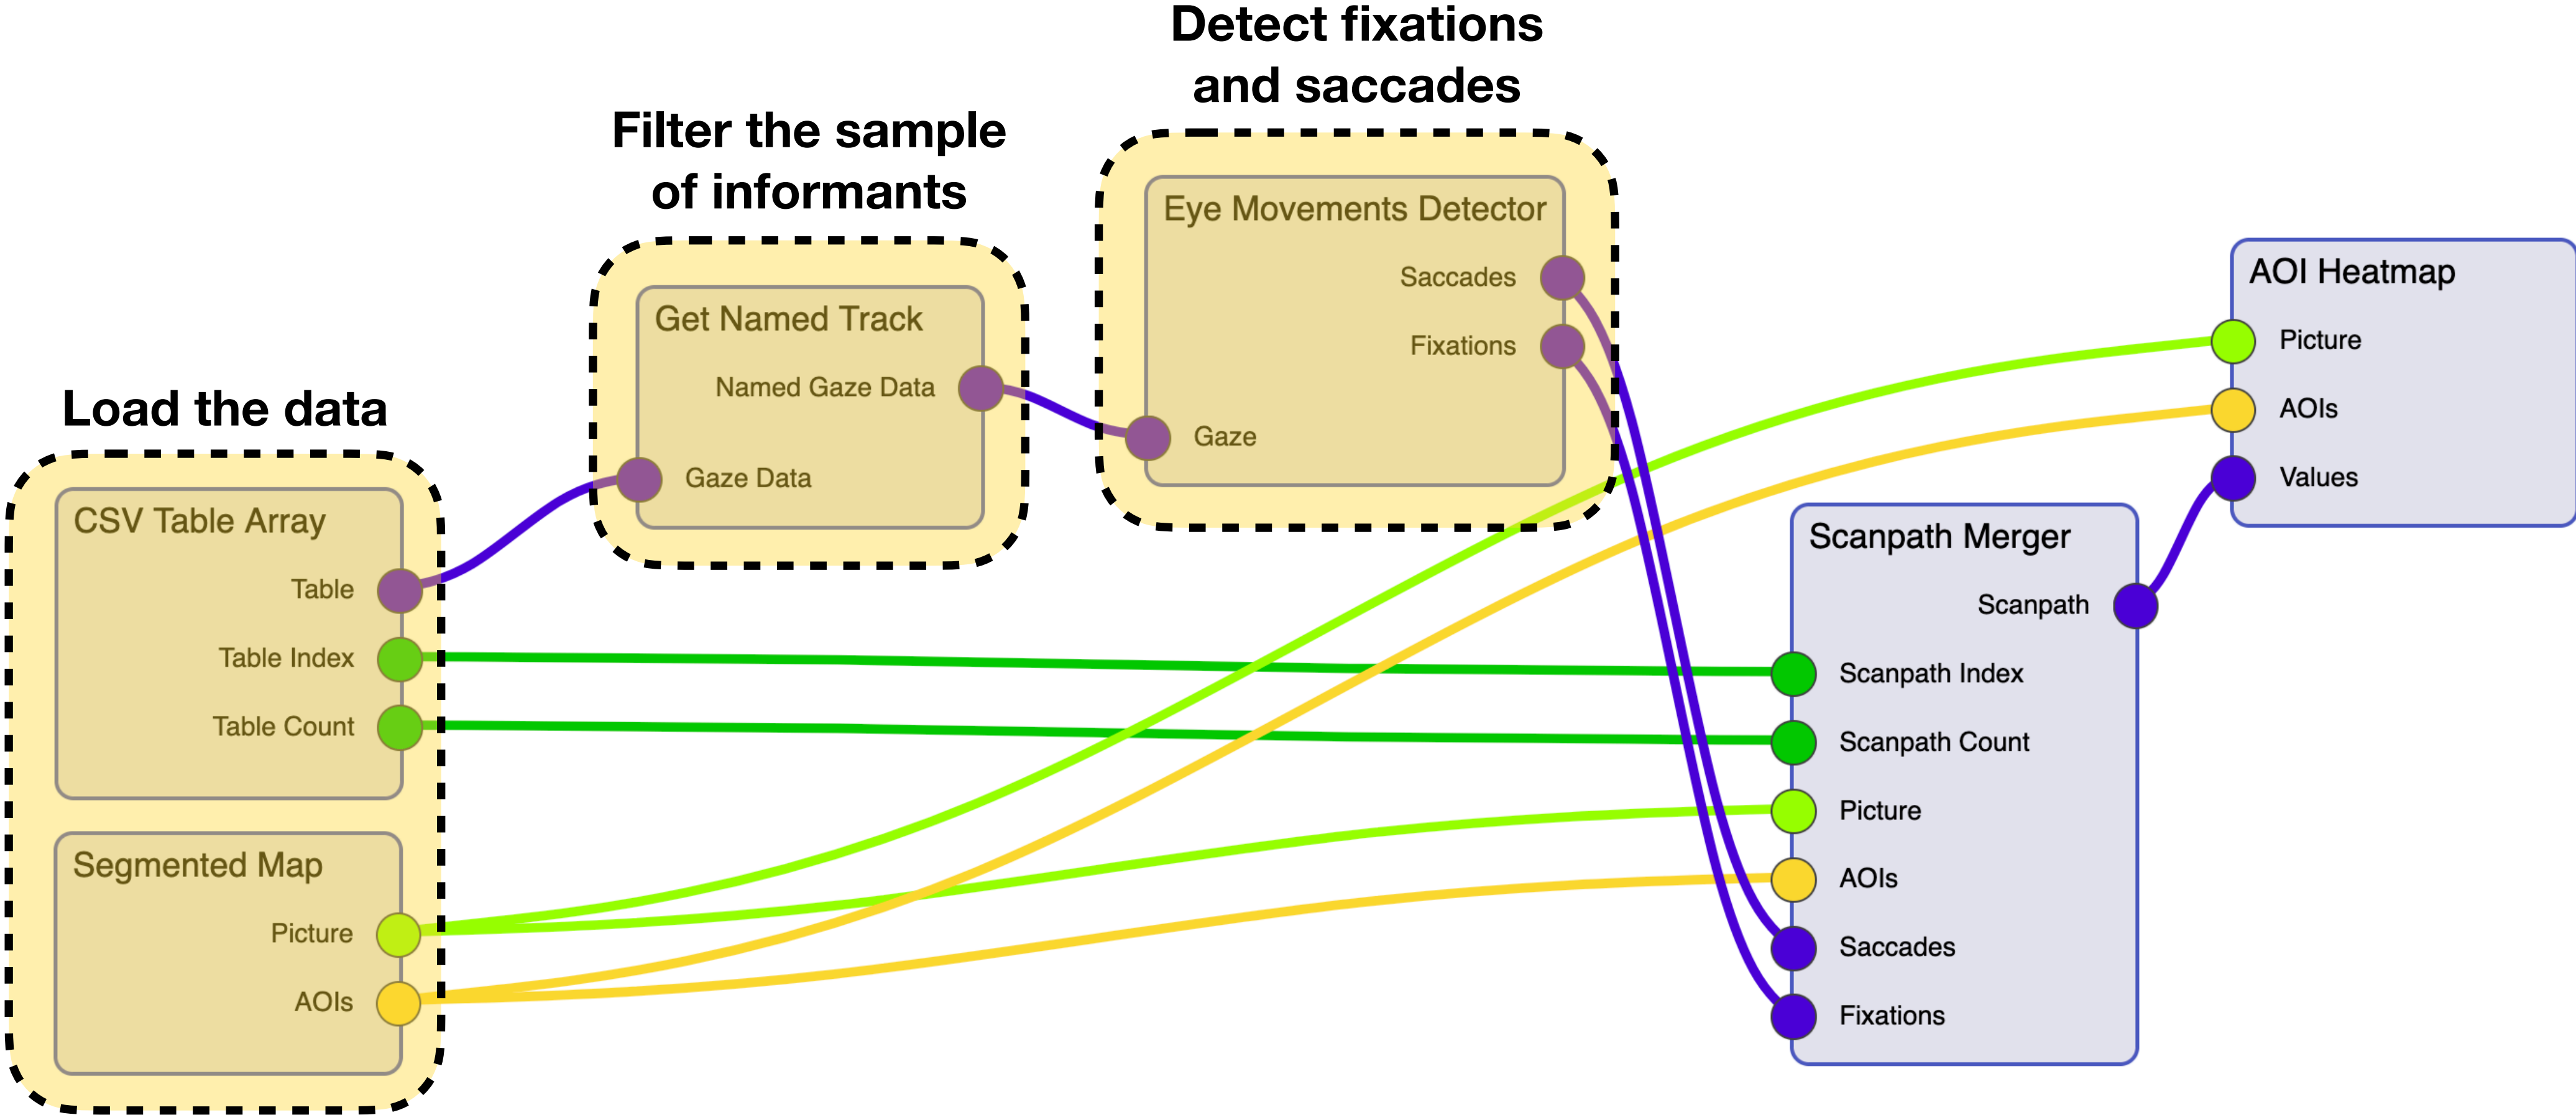 Load the data
CSV Table Array
Table
Table Index
Table Count
Segmented Map
Picture
AOIs
Filter the sample
of informants
Get Named Track
Named Gaze Data
Gaze Data
Detect fixations
and saccades
Eye Movements Detector
Saccades
Fixations
Gaze
Scanpath Merger
Scanpath
Scanpath Index
Scanpath Count
Picture
AOIs
Saccades
Fixations
AOI Heatmap
Picture
AOIs
Values